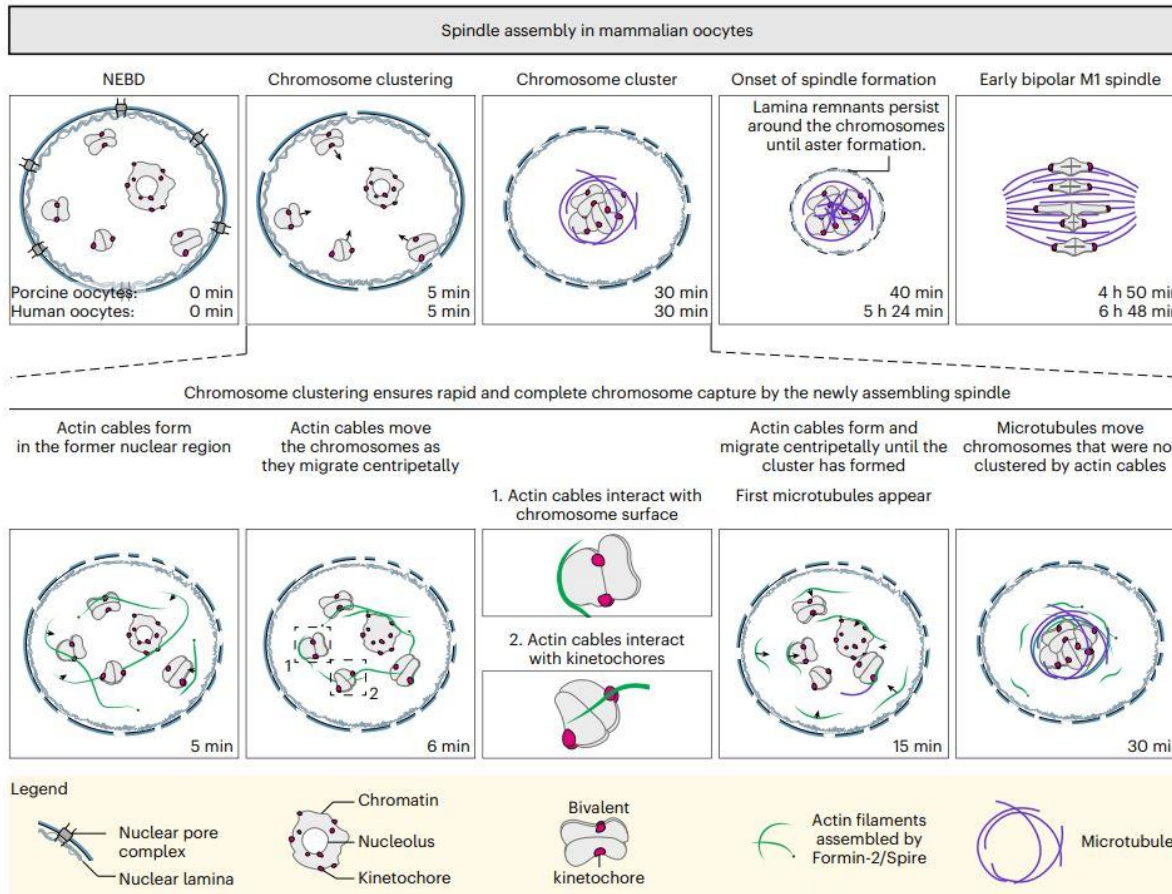 Spindle assembly in mammalian oocytes
NEBD
Chromosome clustering
Chromosome cluster
Onset of spindle formation
Early bipolar M1 spindle
Lamina remnants persist
around the chromosomes
until aster formation.
Porcine oocytes: 0 min
Human oocytes: 0 min
5 min
5 min
30 min
30 min
40 min
5 h 24 min
4 h 50 min
6 h 48 min
Chromosome clustering ensures rapid and complete chromosome capture by the newly assembling spindle
Actin cables form
in the former nuclear region
Actin cables move
the chromosomes as
they migrate centripetally
1. Actin cables interact with
chromosome surface
2. Actin cables interact
with kinetochores
Actin cables form and
migrate centripetally until the
cluster has formed
First microtubules appear
Microtubules move
chromosomes that were no
clustered by actin cables
5 min
1
2
6 min
15 min
30 mi
Legend
Nuclear pore
complex
Nuclear lamina
Chromatin
Nucleolus
Kinetochore
Bivalent
kinetochore
Actin filaments
assembled by
Formin-2/Spire
Microtubule